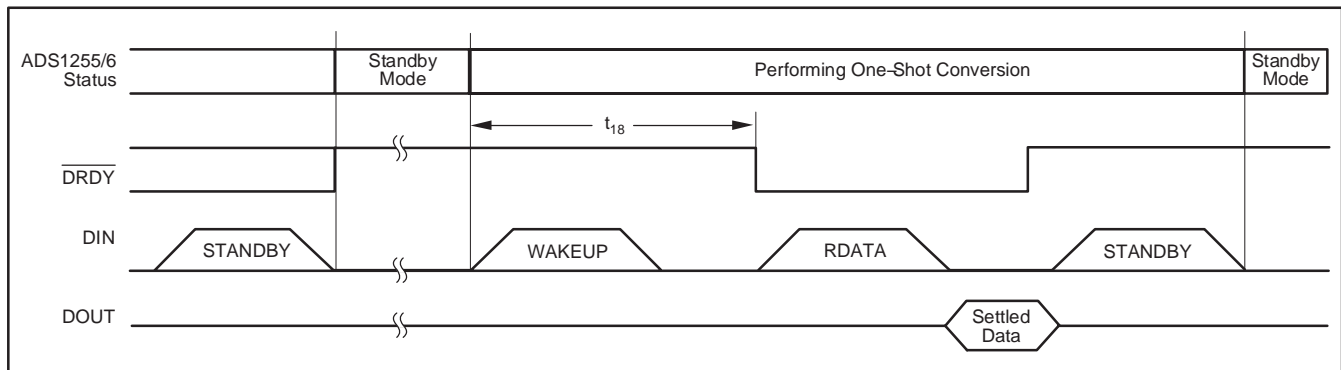 ADS1255/6
Status
Standby
Mode
Performing One–Shot Conversion
Standby
Mode
t18
DRDY
DIN
STANDBY
WAKEUP
RDATA
STANDBY
DOUT
Settled
Data